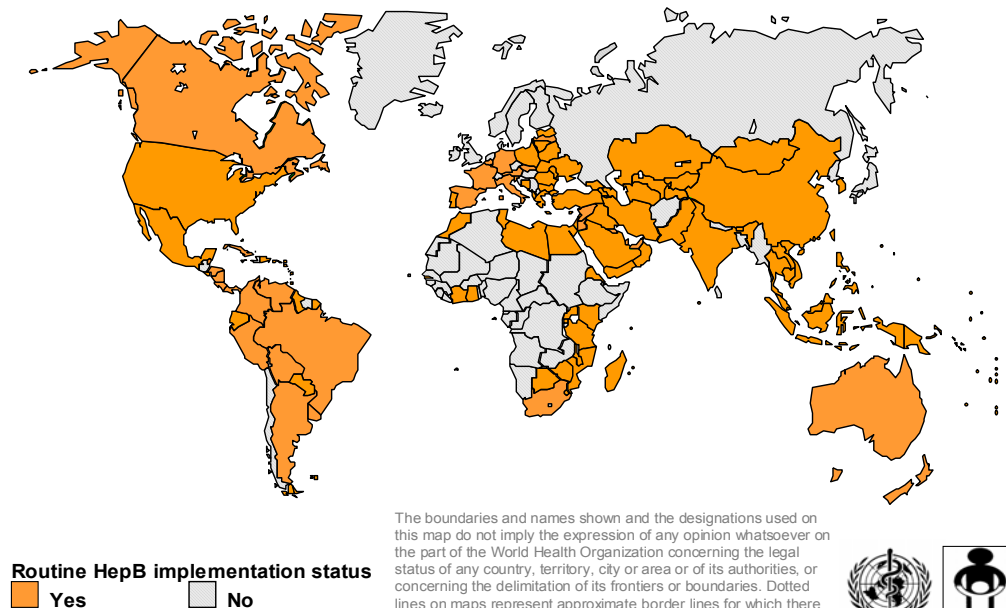 The boundaries and names shown and the designations used on
this map do not imply the expression of any opinion whatsoever on
the part of the World Health Organization concerning the legal
status of any country, territory, city or area or of its authorities, or
concerning the delimitation of its frontiers or boundaries. Dotted
lines on maps represent approximate border lines for which there
Routine HepB implementation status
Yes
No